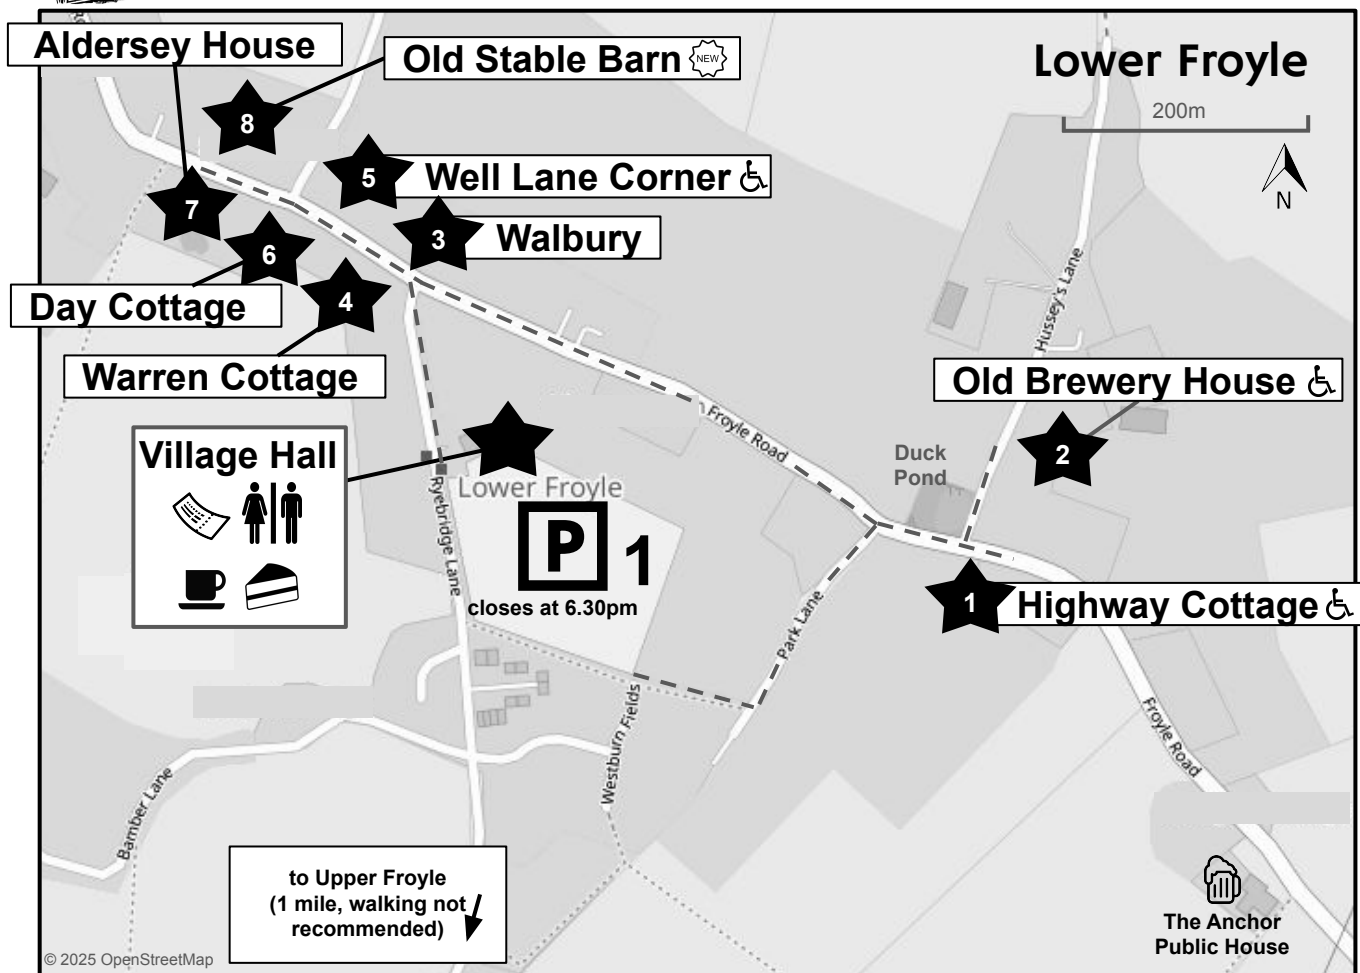 Aldersey House
Old Stable Barn NEW
Lower Froyle
200m
8
5 Well Lane Corner
N
7
3 Walbury
6
4
Day Cottage
Hussey's Lane
Warren Cottage
Old Brewery House
Froyle Road
Village Hall
Duck
Pond
2
Lower Froyle
Ryebridge Lane
P 1
closes at 6.30pm
1 Highway Cottage
Park Lane
Westburn Fields
Froyle Road
Bamber Lane
to Upper Froyle
(1 mile, walking not
recommended)
The Anchor
Public House
© 2025 OpenStreetMap